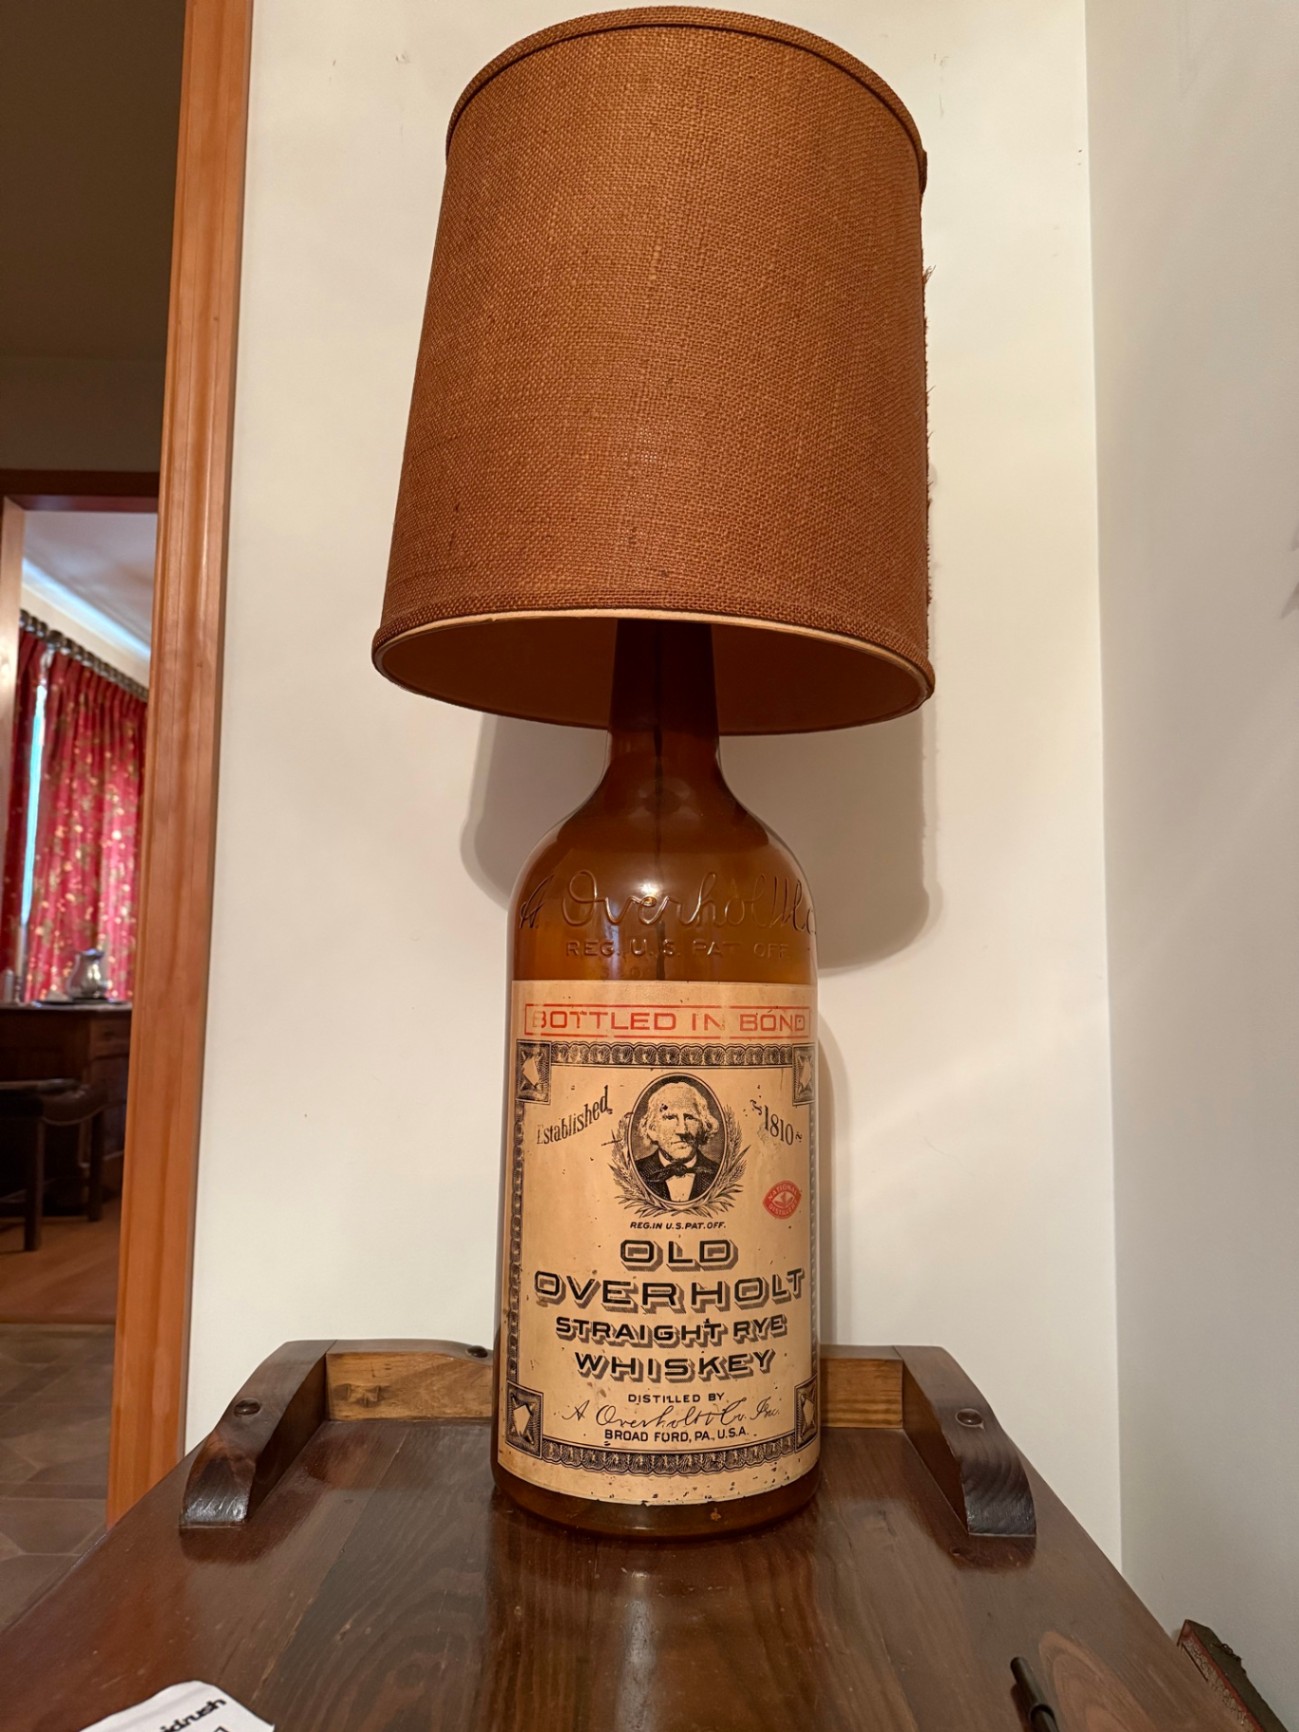 A. Overholt & Co
REG. U.S. PAT. OFF.
BOTTLED IN BOND
Established
1810
NATIONAL
REG. IN U.S. PAT. OFF.
OLD
OVERHOLT
STRAIGHT RYE
WHISKEY
DISTILLED BY
A Overholt & Co. Inc.
BROAD FORD, PA., U.S.A.